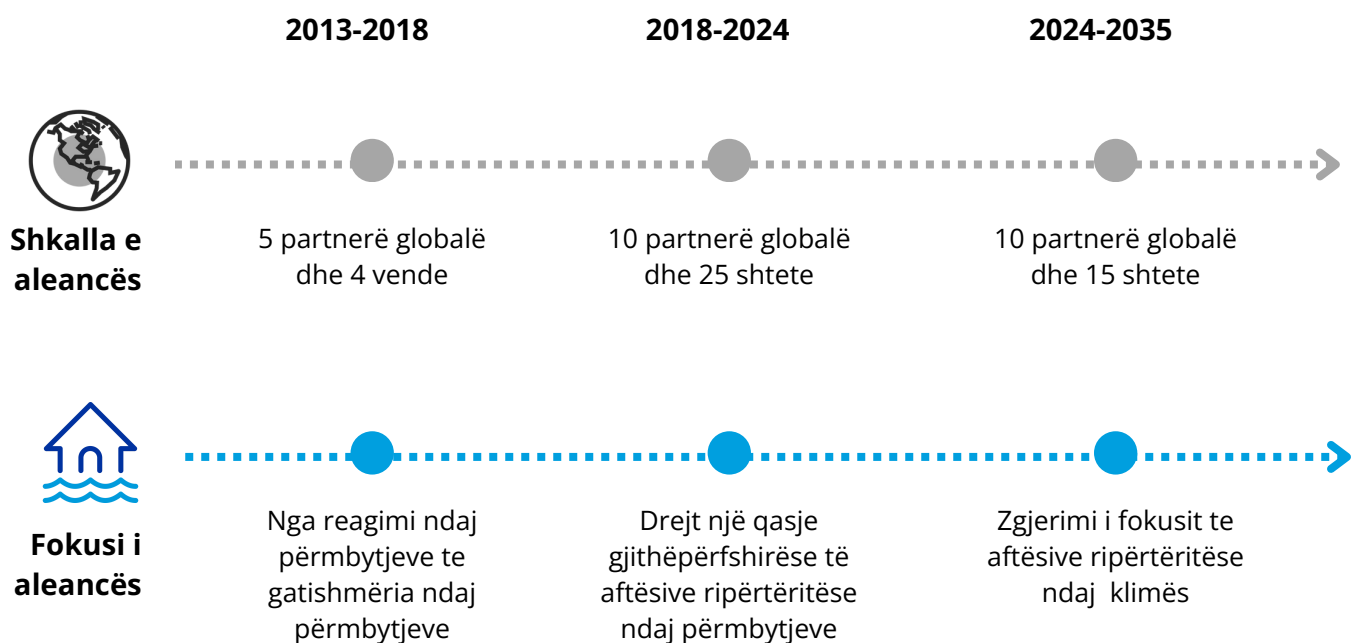 2013-2018
2018-2024
2024-2035
Shkalla e
aleancës
5 partnerë globalë
dhe 4 vende
10 partnerë globalë
dhe 25 shtete
10 partnerë globalë
dhe 15 shtete
Fokusi i
aleancës
Nga reagimi ndaj
përmbytjeve te
gatishmëria ndaj
përmbytjeve
Drejt një qasje
gjithëpërfshirëse të
aftësive ripërtëritëse
ndaj përmbytjeve
Zgjerimi i fokusit te
aftësive ripërtëritëse
ndaj  klimës